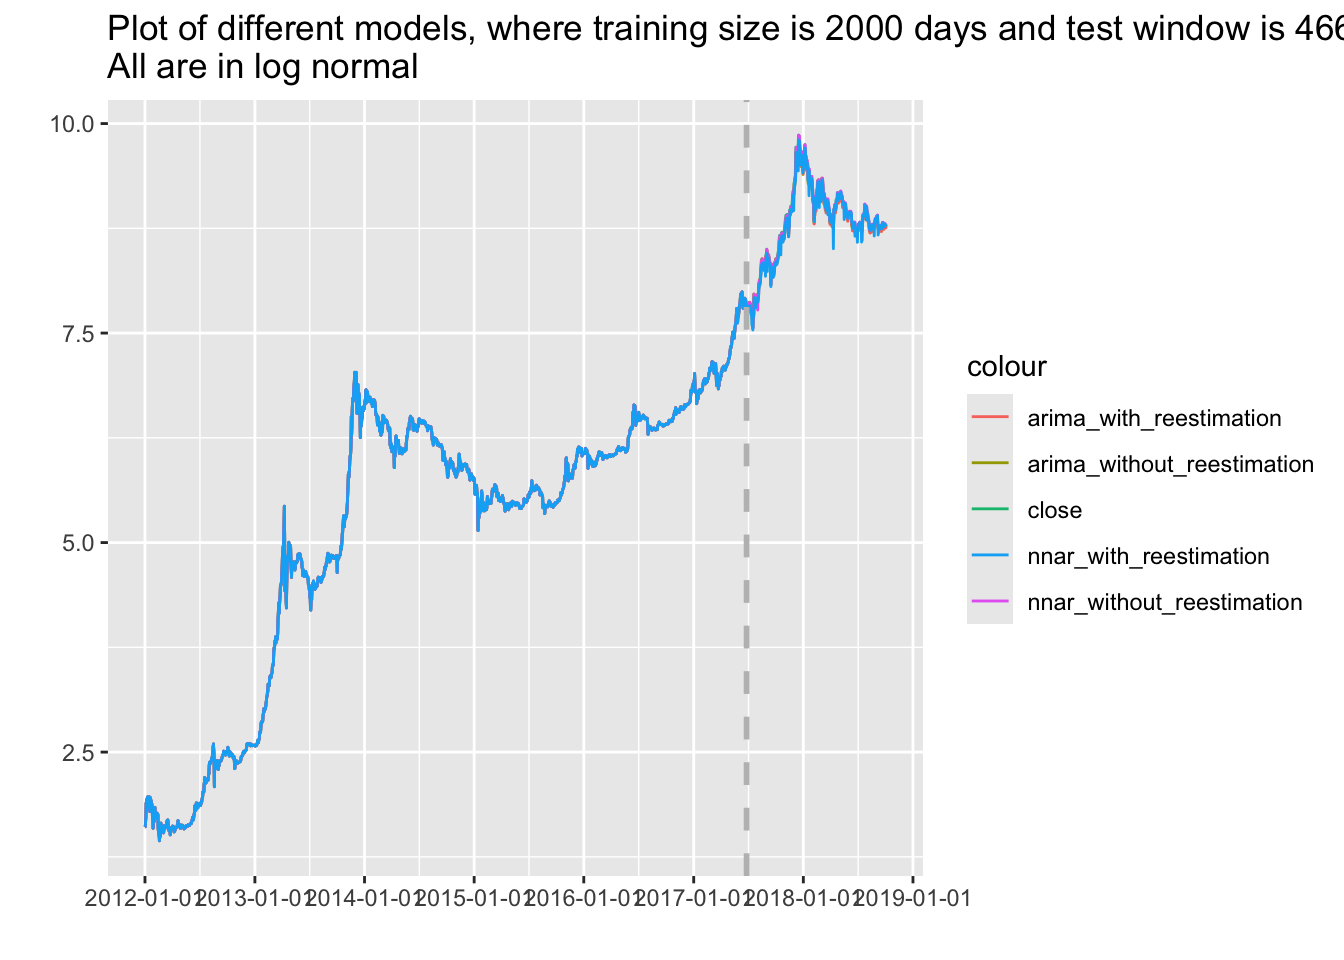 Plot of different models, where training size is 2000 days and test window is 466
All are in log normal
10.0
7.5
5.0
2.5
2012-01-01
2013-01-01
2014-01-01
2015-01-01
2016-01-01
2017-01-01
2018-01-01
2019-01-01
colour
arima_with_reestimation
arima_without_reestimation
close
nnar_with_reestimation
nnar_without_reestimation